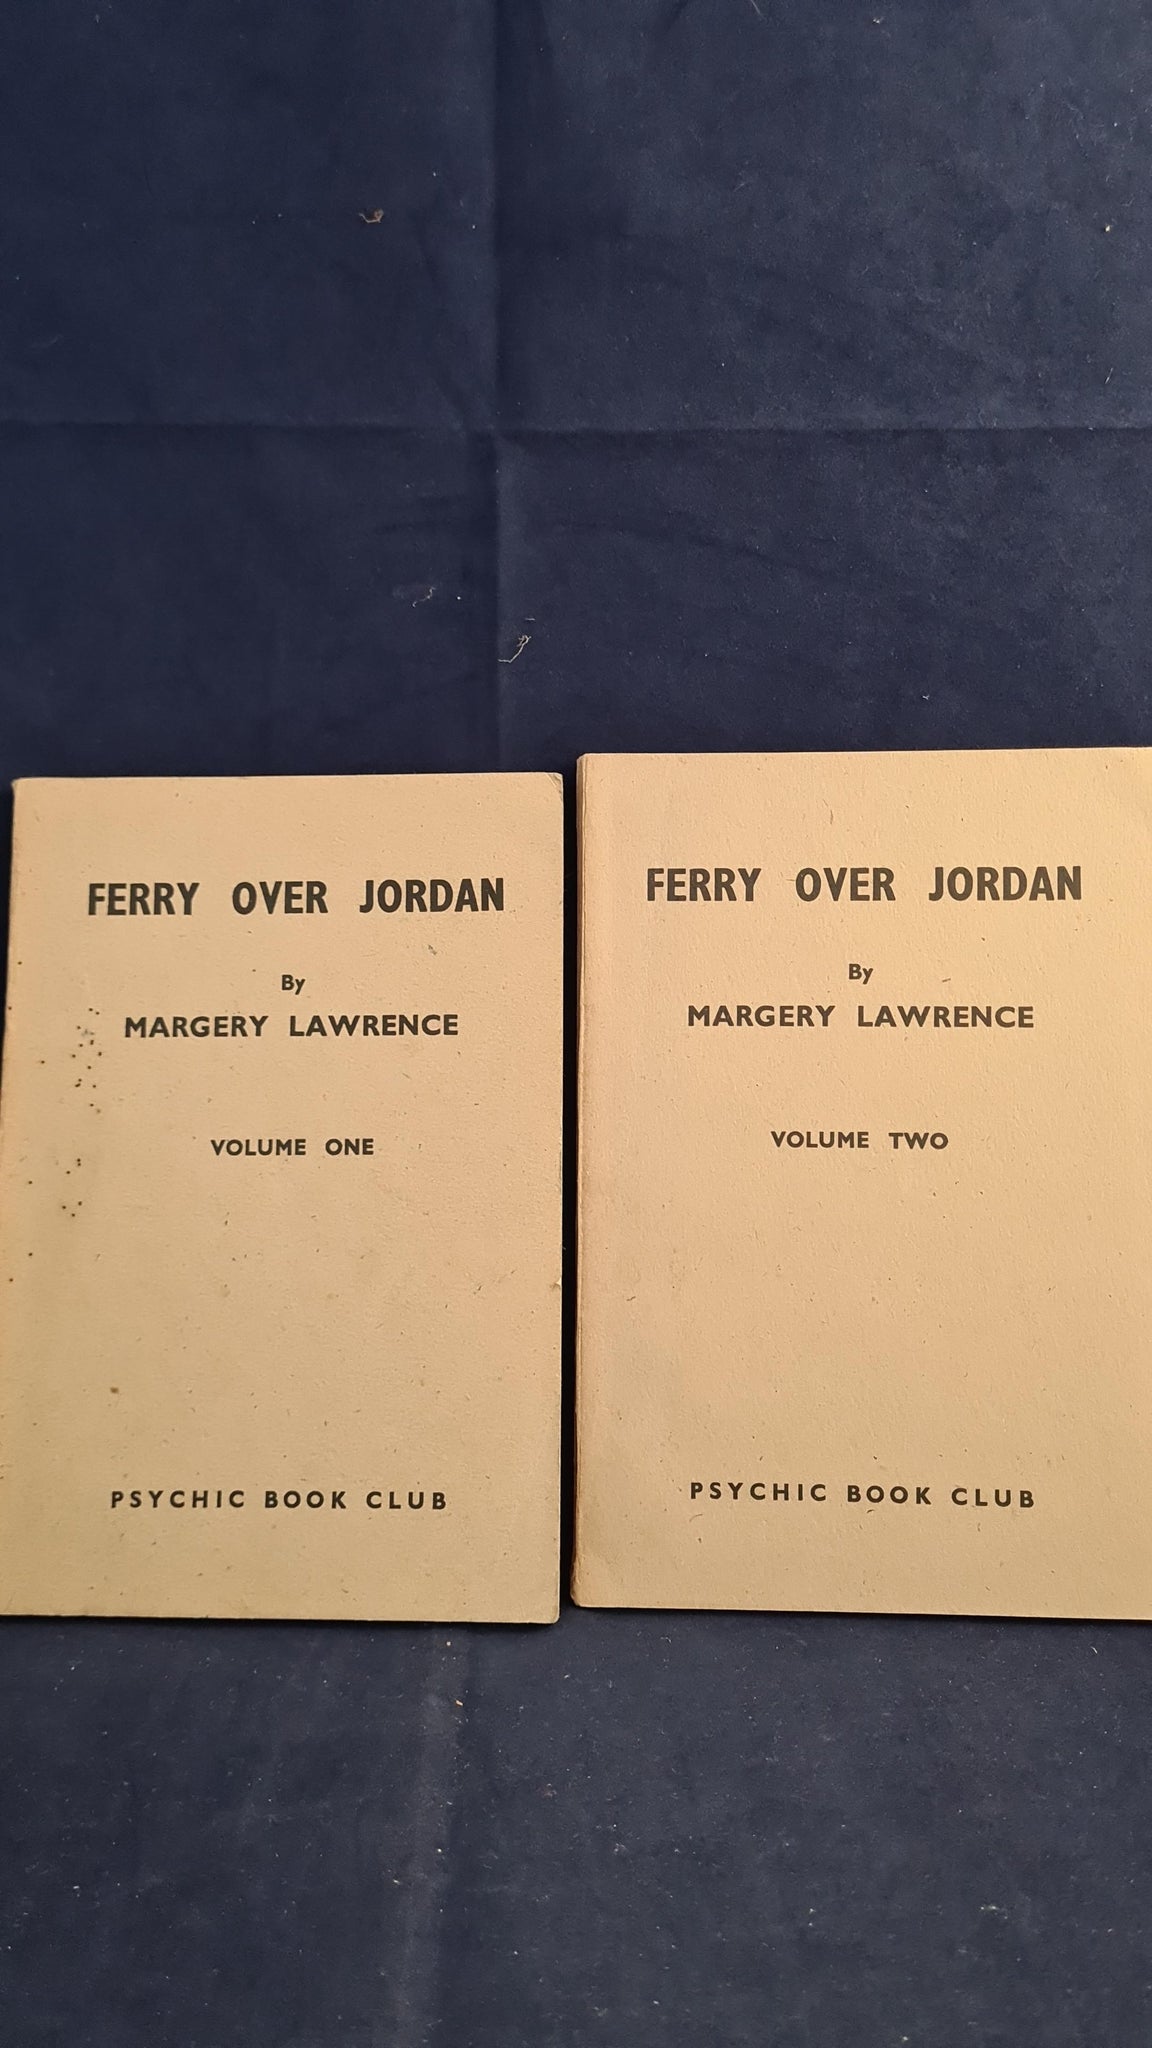 FERRY OVER JORDAN
By
MARGERY LAWRENCE
VOLUME ONE
PSYCHIC BOOK CLUB
FERRY OVER JORDAN
By
MARGERY LAWRENCE
VOLUME TWO
PSYCHIC BOOK CLUB